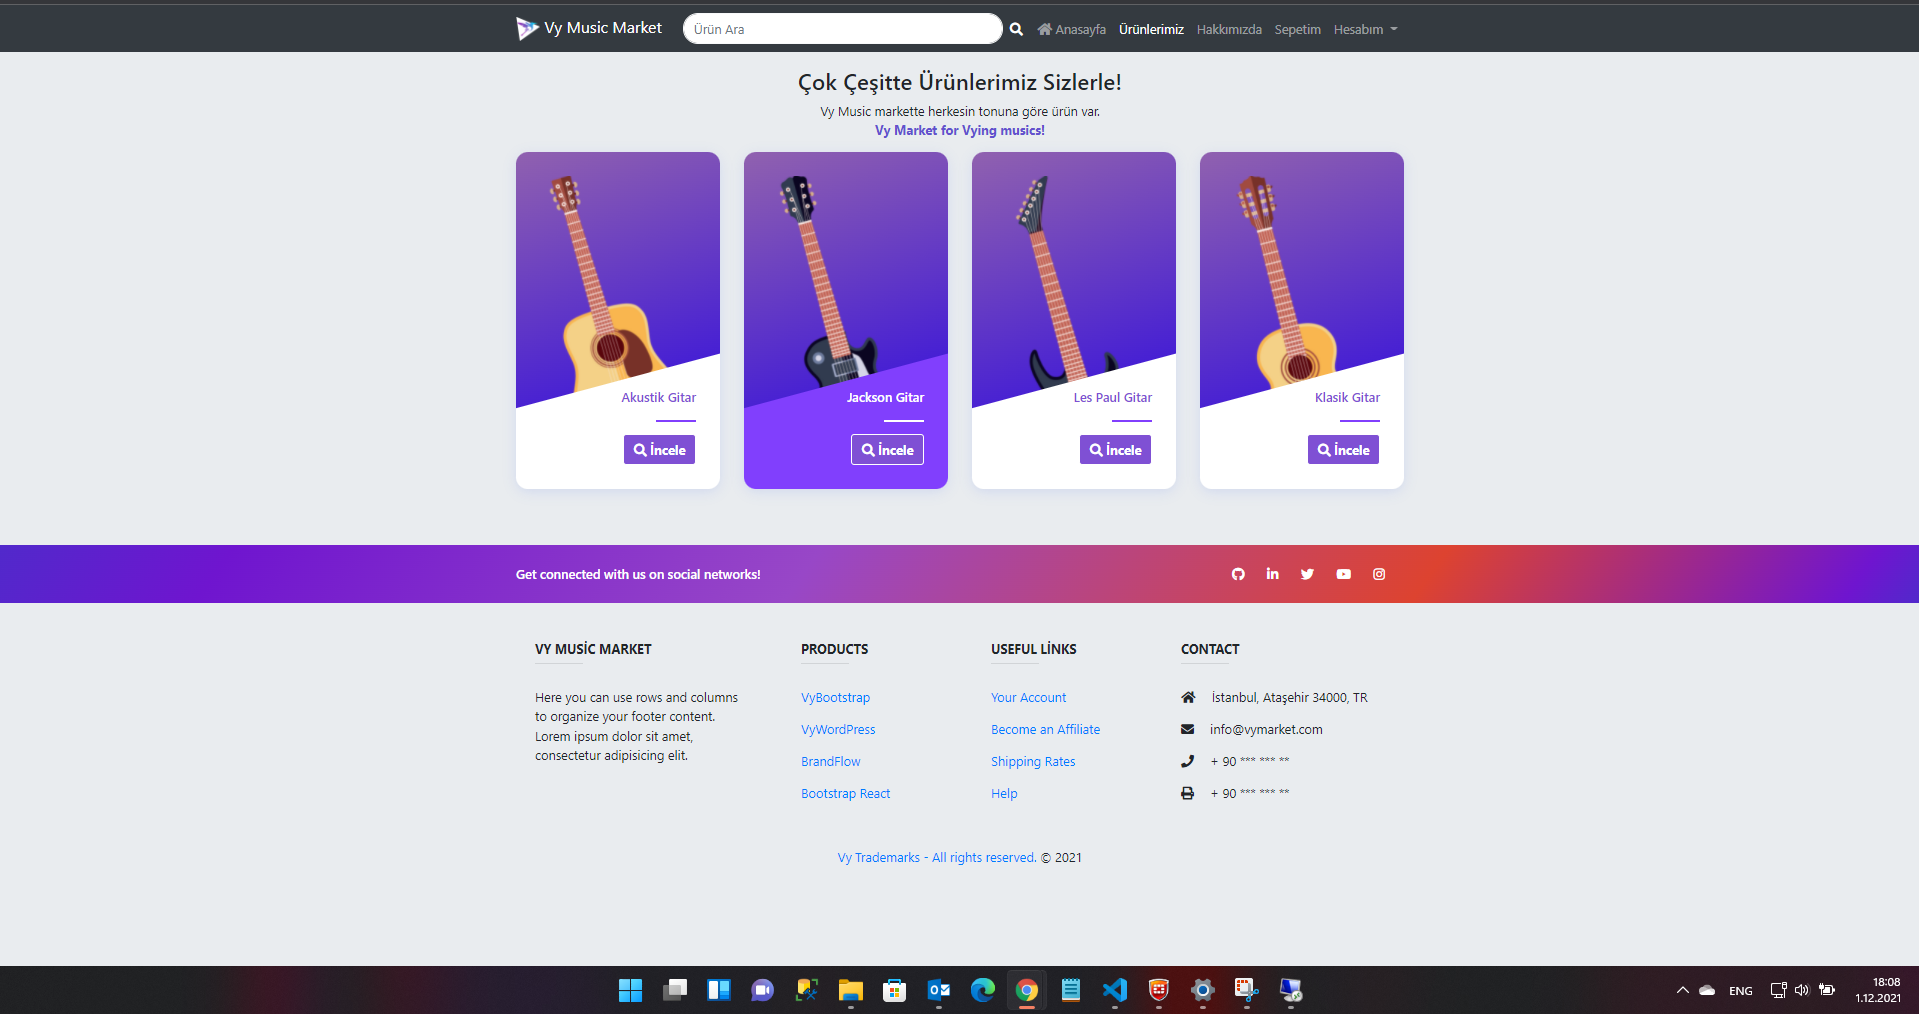 Vy Music Market
Ürün Ara
Anasayfa
Ürünlerimiz
Hakkımızda
Sepetim
Hesabım
Çok Çeşitte Ürünlerimiz Sizlerle!
Vy Music markette herkesin tonuna göre ürün var.
Vy Market for Vying musics!
Akustik Gitar
İncele
Jackson Gitar
İncele
Les Paul Gitar
İncele
Klasik Gitar
İncele
Get connected with us on social networks!
VY MUSİC MARKET
Here you can use rows and columns
to organize your footer content.
Lorem ipsum dolor sit amet,
consectetur adipisicing elit.
PRODUCTS
VyBootstrap
VyWordPress
BrandFlow
Bootstrap React
USEFUL LİNKS
Your Account
Become an Affiliate
Shipping Rates
Help
CONTACT
İstanbul, Ataşehir 34000, TR
info@vymarket.com
+ 90 *** *** **
+ 90 *** *** **
Vy Trademarks - All rights reserved. © 2021
ENG
18:08
1.12.2021